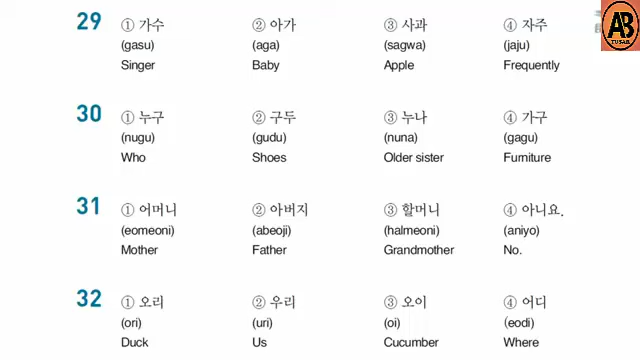 29 ① 가수 ② 아가 ③ 사과 ④ 자주
(gasu) (aga) (sagwa) (jaju)
Singer Baby Apple Frequently
30 ① 누구 ② 구두 ③ 누나 ④ 가구
(nugu) (gudu) (nuna) (gagu)
Who Shoes Older sister Furniture
31 ① 어머니 ② 아버지 ③ 할머니 ④ 아니요.
(eomeoni) (abeoji) (halmeoni) (aniyo)
Mother Father Grandmother No.
32 ① 오리 ② 우리 ③ 오이 ④ 어디
(ori) (uri) (oi) (eodi)
Duck Us Cucumber Where
AB
TUSAR